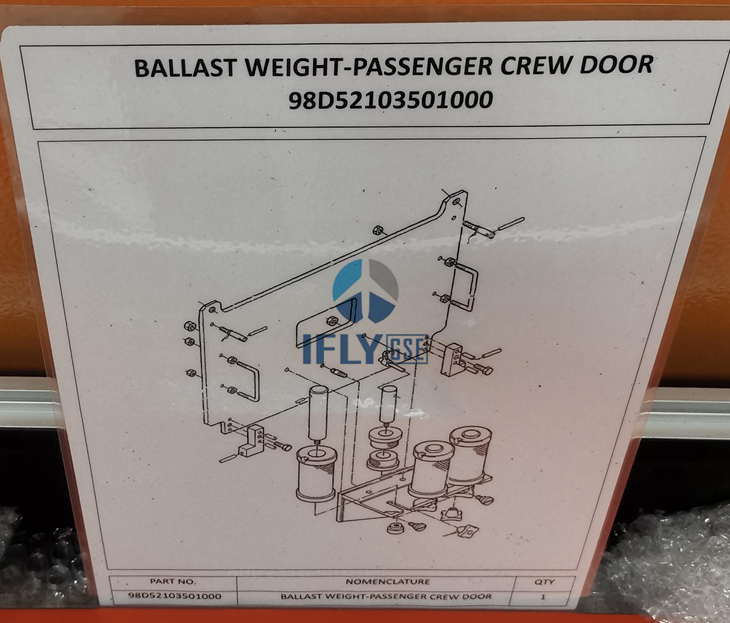 BALLAST WEIGHT-PASSENGER CREW DOOR
98D52103501000
IFLY GSE
PART NO. NOMENCLATURE QTY
98D52103501000 BALLAST WEIGHT-PASSENGER CREW DOOR 1